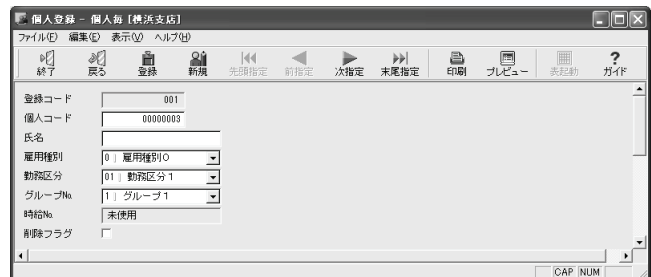 個人登録 - 個人毎 [横浜支店]
ファイル(F) 編集(E) 表示(V) ヘルプ(H)
終了 戻る 登録 新規 先頭指定 前指定 次指定 末尾指定 印刷 プレビュー 表起動 ? ガイド
登録コード 001
個人コード 00000003
氏名
雇用種別 0 | 雇用種別0
勤務区分 01 | 勤務区分1
グループNo. 1 | グループ1
時給No. 未使用
削除フラグ
CAP NUM